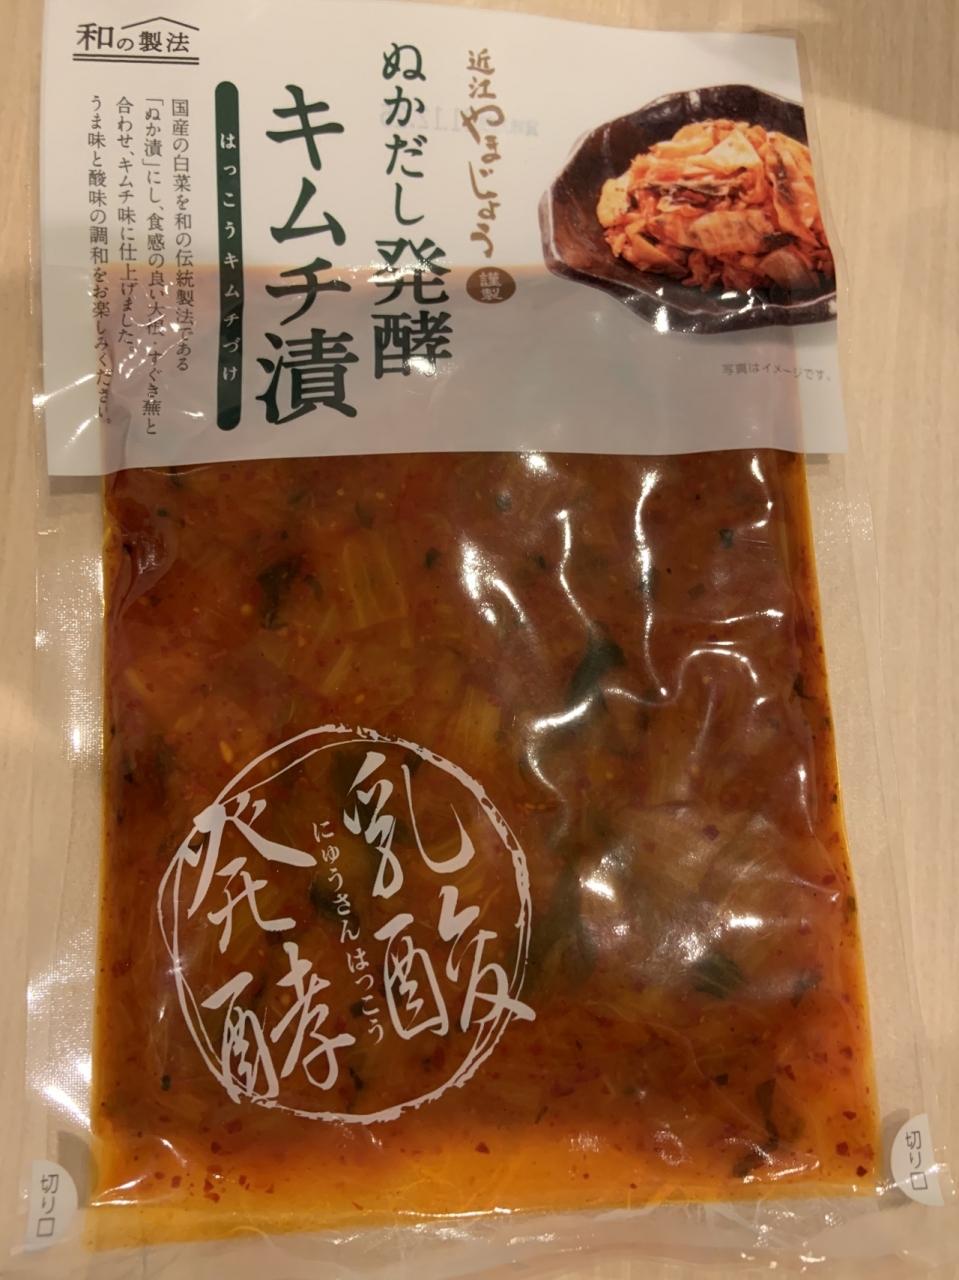 和の製法
近江やまじょう
謹製
ぬかだし発酵
キムチ漬
はっこうキムチづけ
国産の白菜を和の伝統製法である
「ぬか漬」にし、食感の良い大根・すぐき蕪と
合わせ、キムチ味に仕上げました。
うま味と酸味の調和をお楽しみください。
写真はイメージです。
乳酸
にゅうさんはっこう
発酵
切り口
切り口